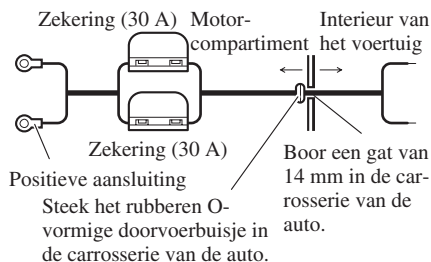 Zekering (30 A)
Motor-
compartiment
Interieur van
het voertuig
Zekering (30 A)
Positieve aansluiting
Steek het rubberen O-
vormige doorvoerbuisje in
de carrosserie van de auto.
Boor een gat van
14 mm in de car-
rosserie van de
auto.